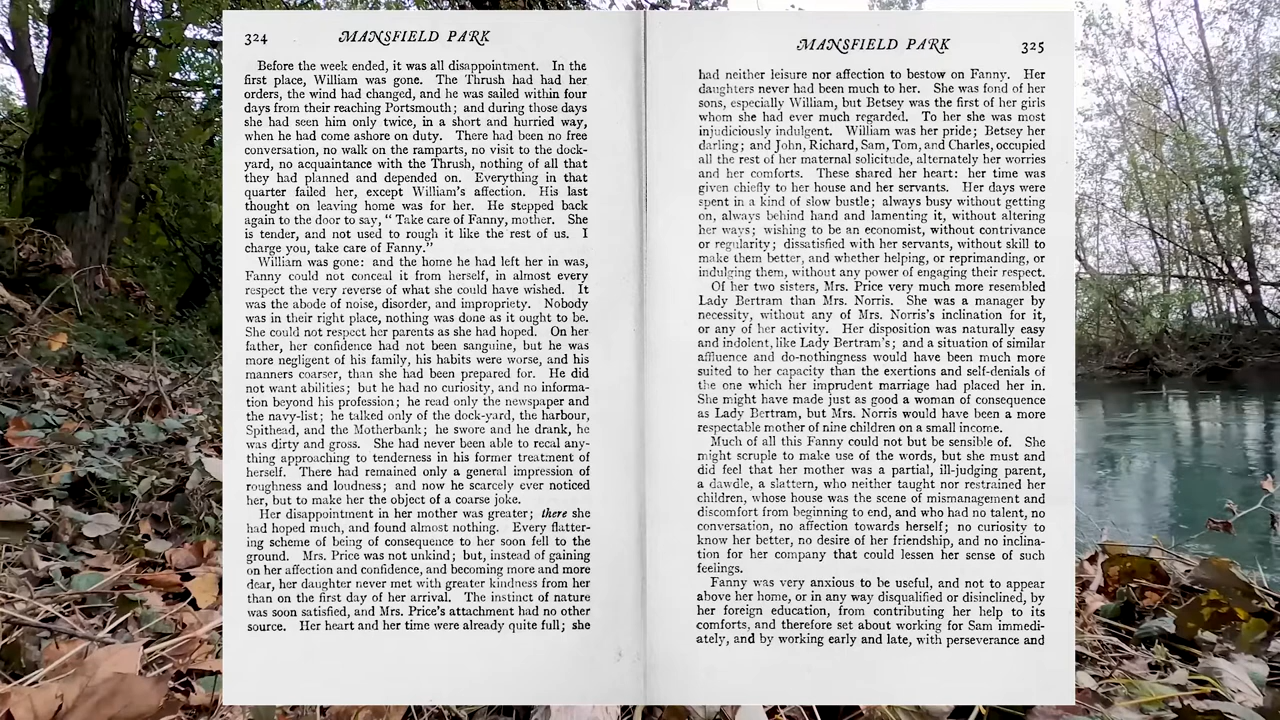 324
MANSFIELD PARK
Before the week ended, it was all disappointment. In the
first place, William was gone. The Thrush had had her
orders, the wind had changed, and he was sailed within four
days from their reaching Portsmouth; and during those days
she had seen him only twice, in a short and hurried way,
when he had come ashore on duty. There had been no free
conversation, no walk on the ramparts, no visit to the dock-
yard, no acquaintance with the Thrush, nothing of all that
they had planned and depended on. Everything in that
quarter failed her, except William's affection. His last
thought on leaving home was for her. He stepped back
again to the door to say, “ Take care of Fanny, mother. She
is tender, and not used to rough it like the rest of us. I
charge you, take care of Fanny.”
William was gone: and the home he had left her in was,
Fanny could not conceal it from herself, in almost every
respect the very reverse of what she could have wished. It
was the abode of noise, disorder, and impropriety. Nobody
was in their right place, nothing was done as it ought to be.
She could not respect her parents as she had hoped. On her
father, her confidence had not been sanguine, but he was
more negligent of his family, his habits were worse, and his
manners coarser, than she had been prepared for. He did
not want abilities; but he had no curiosity, and no informa-
tion beyond his profession; he read only the newspaper and
the navy-list; he talked only of the dock-yard, the harbour,
Spithead, and the Motherbank; he swore and he drank, he
was dirty and gross. She had never been able to recal any-
thing approaching to tenderness in his former treatment of
herself. There had remained only a general impression of
roughness and loudness; and now he scarcely ever noticed
her, but to make her the object of a coarse joke.
Her disappointment in her mother was greater; there she
had hoped much, and found almost nothing. Every flatter-
ing scheme of being of consequence to her soon fell to the
ground. Mrs. Price was not unkind; but, instead of gaining
on her affection and confidence, and becoming more and more
dear, her daughter never met with greater kindness from her
than on the first day of her arrival. The instinct of nature
was soon satisfied, and Mrs. Price's attachment had no other
source. Her heart and her time were already quite full; she
MANSFIELD PARK
325
had neither leisure nor affection to bestow on Fanny. Her
daughters never had been much to her. She was fond of her
sons, especially William, but Betsey was the first of her girls
whom she had ever much regarded. To her she was most
injudiciously indulgent. William was her pride; Betsey her
darling; and John, Richard, Sam, Tom, and Charles, occupied
all the rest of her maternal solicitude, alternately her worries
and her comforts. These shared her heart: her time was
given chiefly to her house and her servants. Her days were
spent in a kind of slow bustle; always busy without getting
on, always behind hand and lamenting it, without altering
her ways; wishing to be an economist, without contrivance
or regularity; dissatisfied with her servants, without skill to
make them better, and whether helping, or reprimanding, or
indulging them, without any power of engaging their respect.
Of her two sisters, Mrs. Price very much more resembled
Lady Bertram than Mrs. Norris. She was a manager by
necessity, without any of Mrs. Norris's inclination for it,
or any of her activity. Her disposition was naturally easy
and indolent, like Lady Bertram's; and a situation of similar
affluence and do-nothingness would have been much more
suited to her capacity than the exertions and self-denials of
the one which her imprudent marriage had placed her in.
She might have made just as good a woman of consequence
as Lady Bertram, but Mrs. Norris would have been a more
respectable mother of nine children on a small income.
Much of all this Fanny could not but be sensible of. She
might scruple to make use of the words, but she must and
did feel that her mother was a partial, ill-judging parent,
a dawdle, a slattern, who neither taught nor restrained her
children, whose house was the scene of mismanagement and
discomfort from beginning to end, and who had no talent, no
conversation, no affection towards herself; no curiosity to
know her better, no desire of her friendship, and no inclina-
tion for her company that could lessen her sense of such
feelings.
Fanny was very anxious to be useful, and not to appear
above her home, or in any way disqualified or disinclined, by
her foreign education, from contributing her help to its
comforts, and therefore set about working for Sam immedi-
ately, and by working early and late, with perseverance and